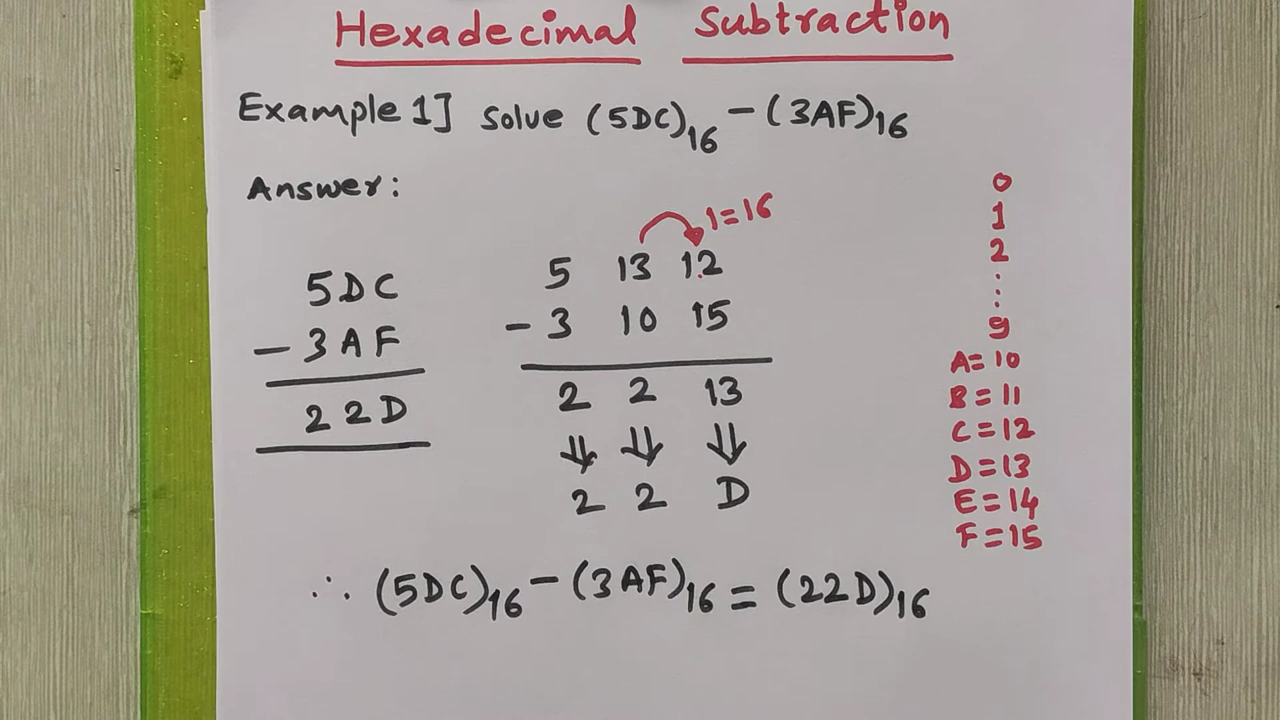 Hexadecimal Subtraction
Example 1] Solve (5DC)16 - (3AF)16
Answer:
5DC
- 3AF
22D
1=16
5 13 12
- 3 10 15
2 2 13
⇓ ⇓ ⇓
2 2 D
∴ (5DC)16 - (3AF)16 = (22D)16
0
1
2
⋮
9
A=10
B=11
C=12
D=13
E=14
F=15